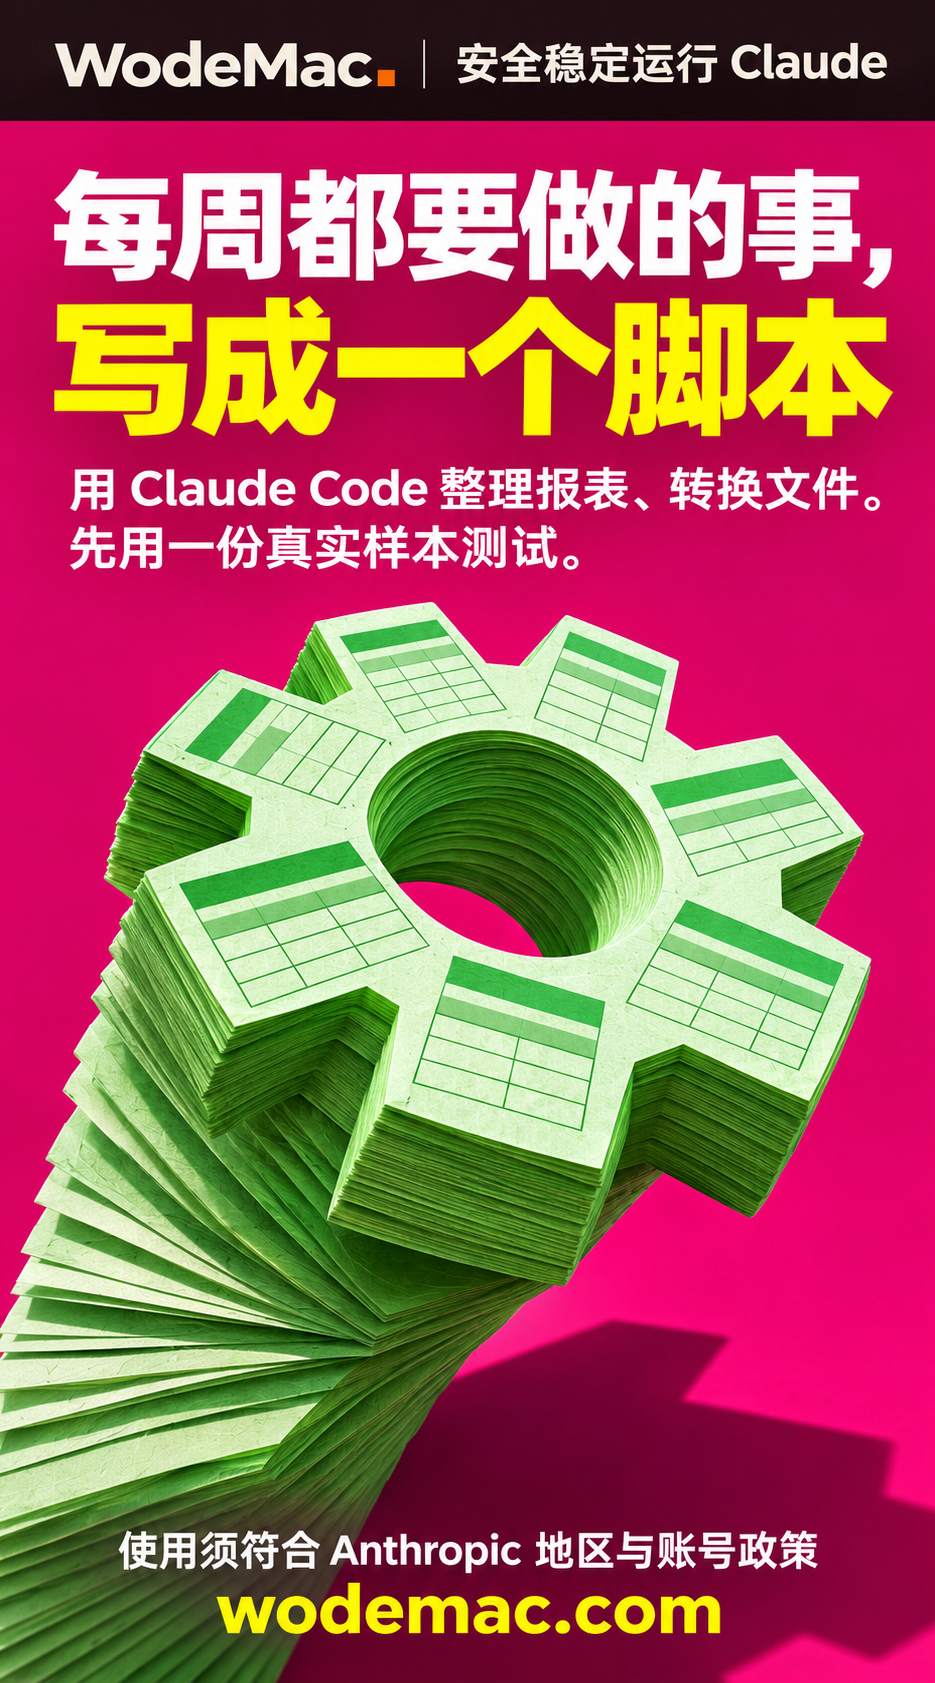 WodeMac. | 安全稳定运行 Claude
每周都要做的事,
写成一个脚本
用 Claude Code 整理报表、转换文件。
先用一份真实样本测试。
使用须符合 Anthropic 地区与账号政策
wodemac.com